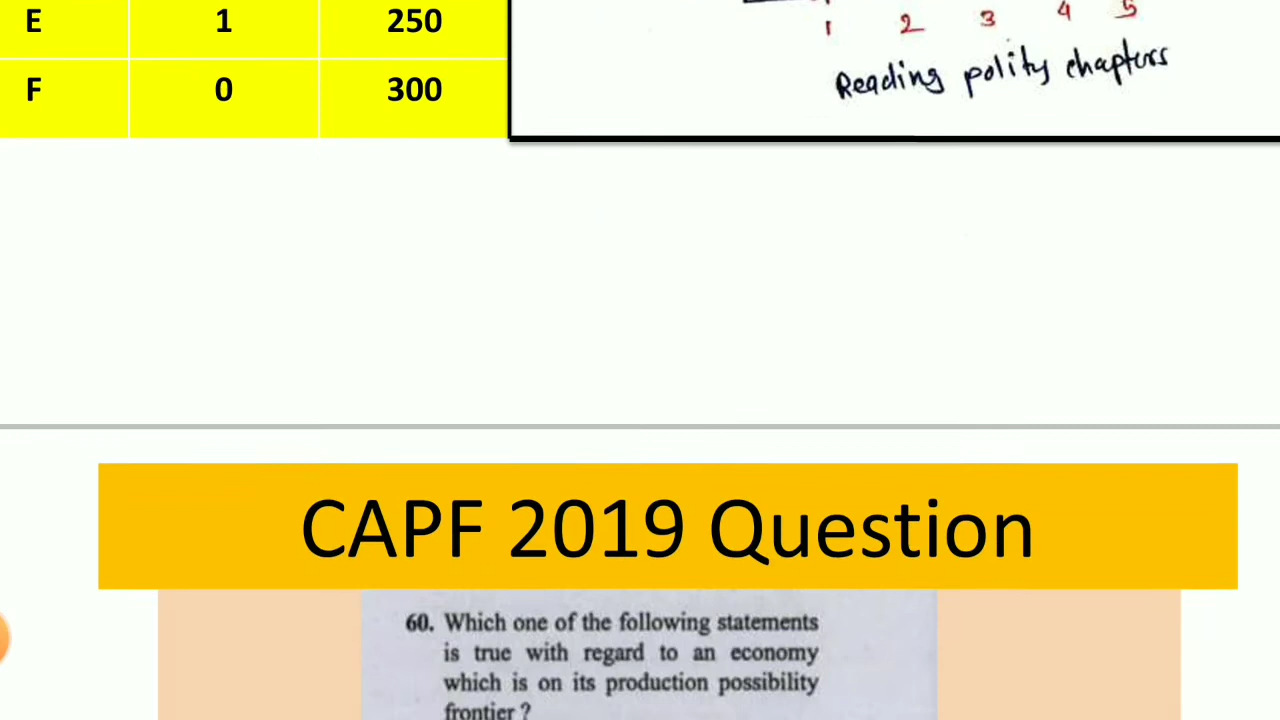 E 1 250
1 2 3 4 5
Reading polity chapters
F 0 300
CAPF 2019 Question
60. Which one of the following statements
is true with regard to an economy
which is on its production possibility
frontier ?